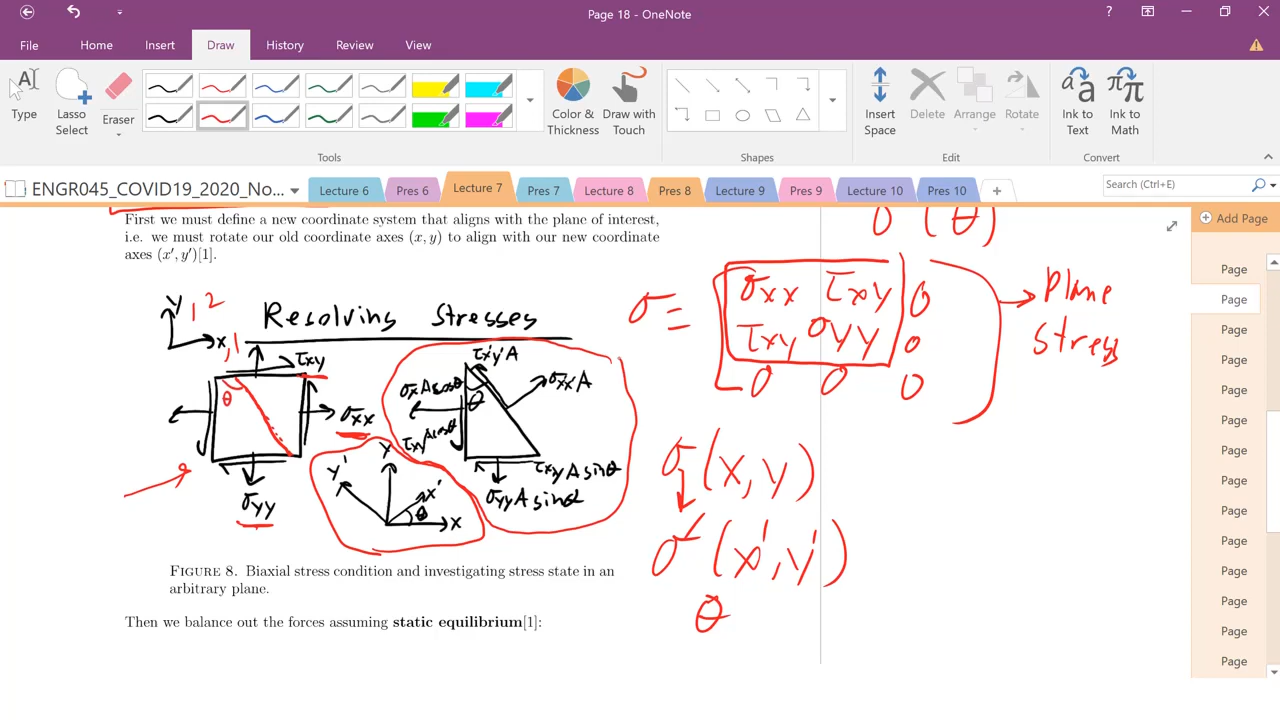 Page 18 - OneNote
File Home Insert Draw History Review View
Type Lasso Select Eraser Color & Thickness Draw with Touch Insert Space Delete Arrange Rotate Ink to Text Ink to Math
Tools Shapes Edit Convert
ENGR045_COVID19_2020_No... Lecture 6 Pres 6 Lecture 7 Pres 7 Lecture 8 Pres 8 Lecture 9 Pres 9 Lecture 10 Pres 10 Search (Ctrl+E)
Add Page
First we must define a new coordinate system that aligns with the plane of interest,
i.e. we must rotate our old coordinate axes (x, y) to align with our new coordinate
axes (x′, y′)[1].
σ (θ)
y, 2
x, 1
Resolving Stresses
τxy
θ
σxx
σyy
y'
y
x'
θ
x
τx'y'A
σxxA
σxAcosθ
θ
τxyAcosθ
τxyA sinθ
σyyA sinθ
σ = σxx τxy 0
τxy σyy 0
0 0 0
Plane
stress
σ (x, y)
σ' (x', y')
θ
FIGURE 8. Biaxial stress condition and investigating stress state in an
arbitrary plane.
Then we balance out the forces assuming static equilibrium[1]:
Page
Page
Page
Page
Page
Page
Page
Page
Page
Page
Page
Page
Page
Page